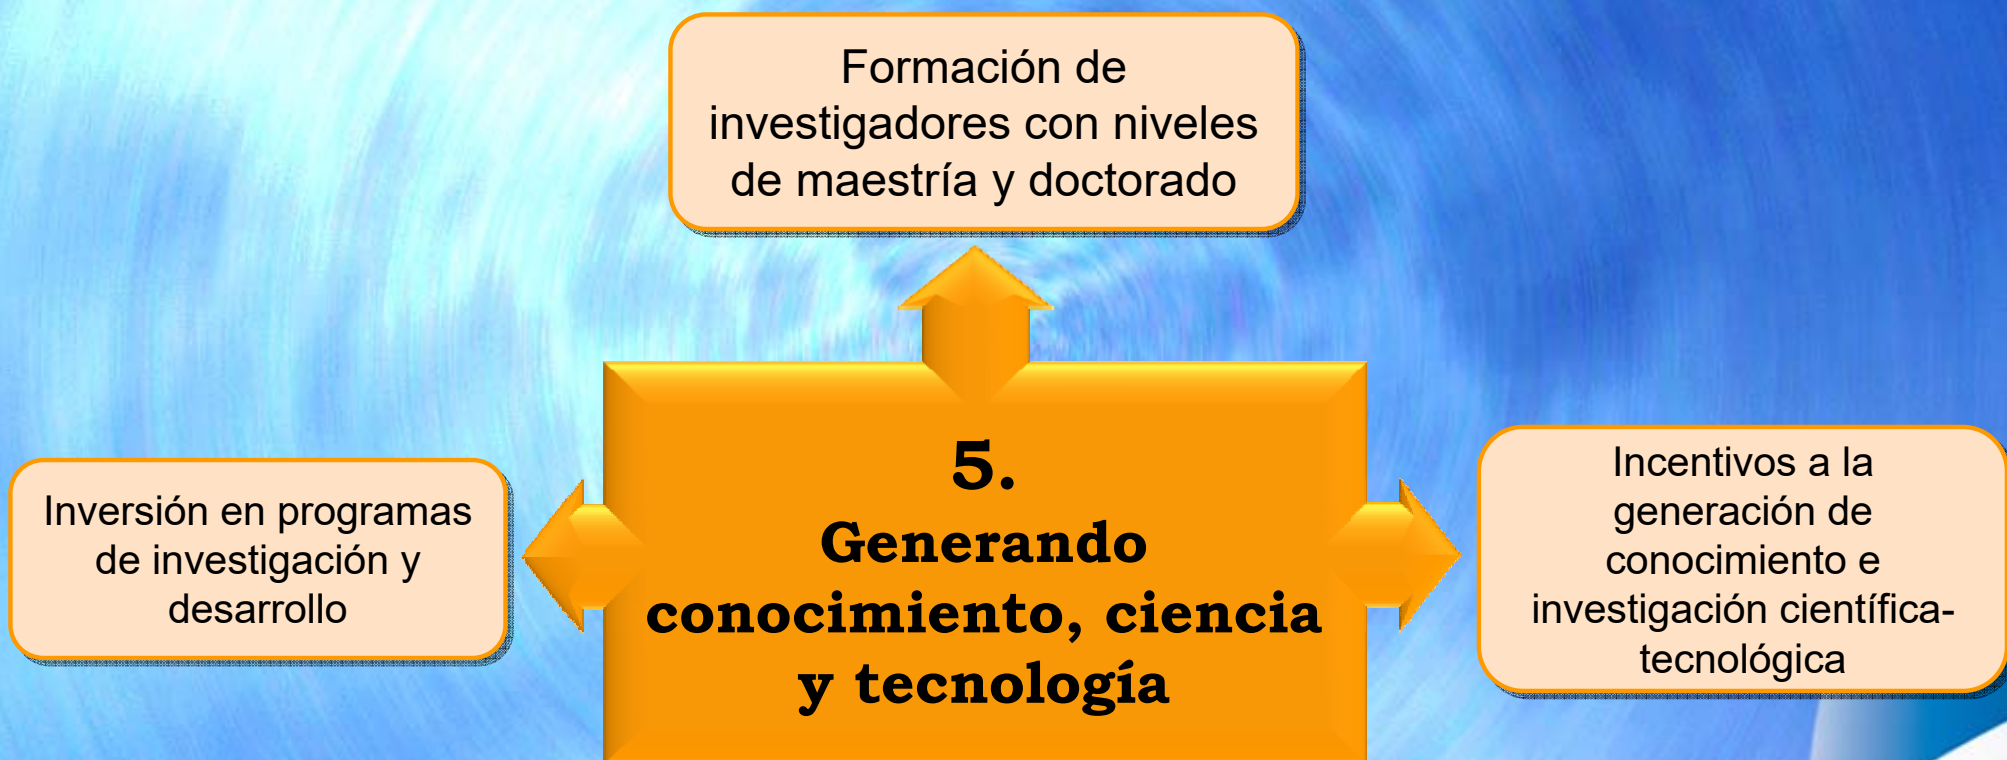 Formación de
investigadores con niveles
de maestría y doctorado
Inversión en programas
de investigación y
desarrollo
5.
Generando
conocimiento, ciencia
y tecnología
Incentivos a la
generación de
conocimiento e
investigación científica-
tecnológica